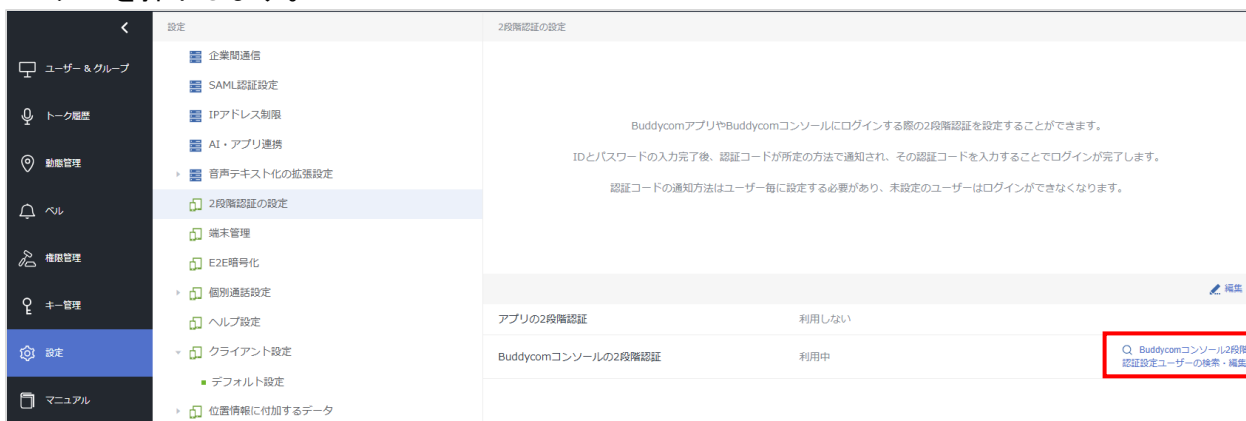 設定
2段階認証の設定
ユーザー & グループ
トーク履歴
動態管理
ベル
権限管理
キー管理
設定
マニュアル
企業間通信
SAML認証設定
IPアドレス制限
AI・アプリ連携
音声テキスト化の拡張設定
2段階認証の設定
端末管理
E2E暗号化
個別通話設定
ヘルプ設定
クライアント設定
デフォルト設定
位置情報に付加するデータ
BuddycomアプリやBuddycomコンソールにログインする際の2段階認証を設定することができます。
IDとパスワードの入力完了後、認証コードが所定の方法で通知され、その認証コードを入力することでログインが完了します。
認証コードの通知方法はユーザー毎に設定する必要があり、未設定のユーザーはログインができなくなります。
編集
アプリの2段階認証 利用しない
Buddycomコンソールの2段階認証 利用中
Buddycomコンソール2段階
認証設定ユーザーの検索・編集